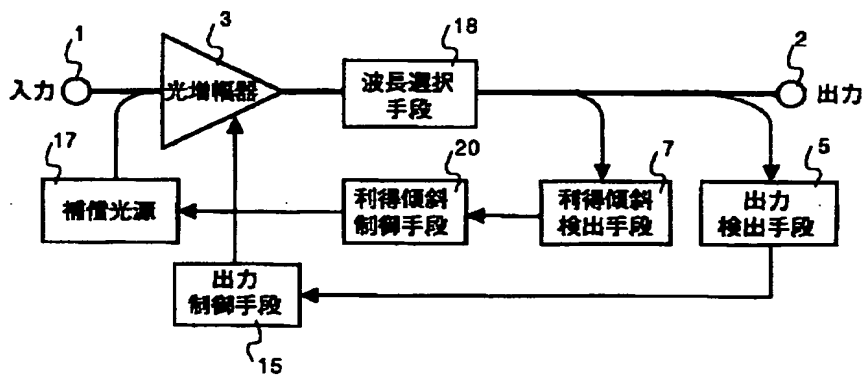 1
3
18
2
入力
光増幅器
波長選択
手段
出力
17
20
7
5
補償光源
利得傾斜
制御手段
利得傾斜
検出手段
出力
検出手段
出力
制御手段
15